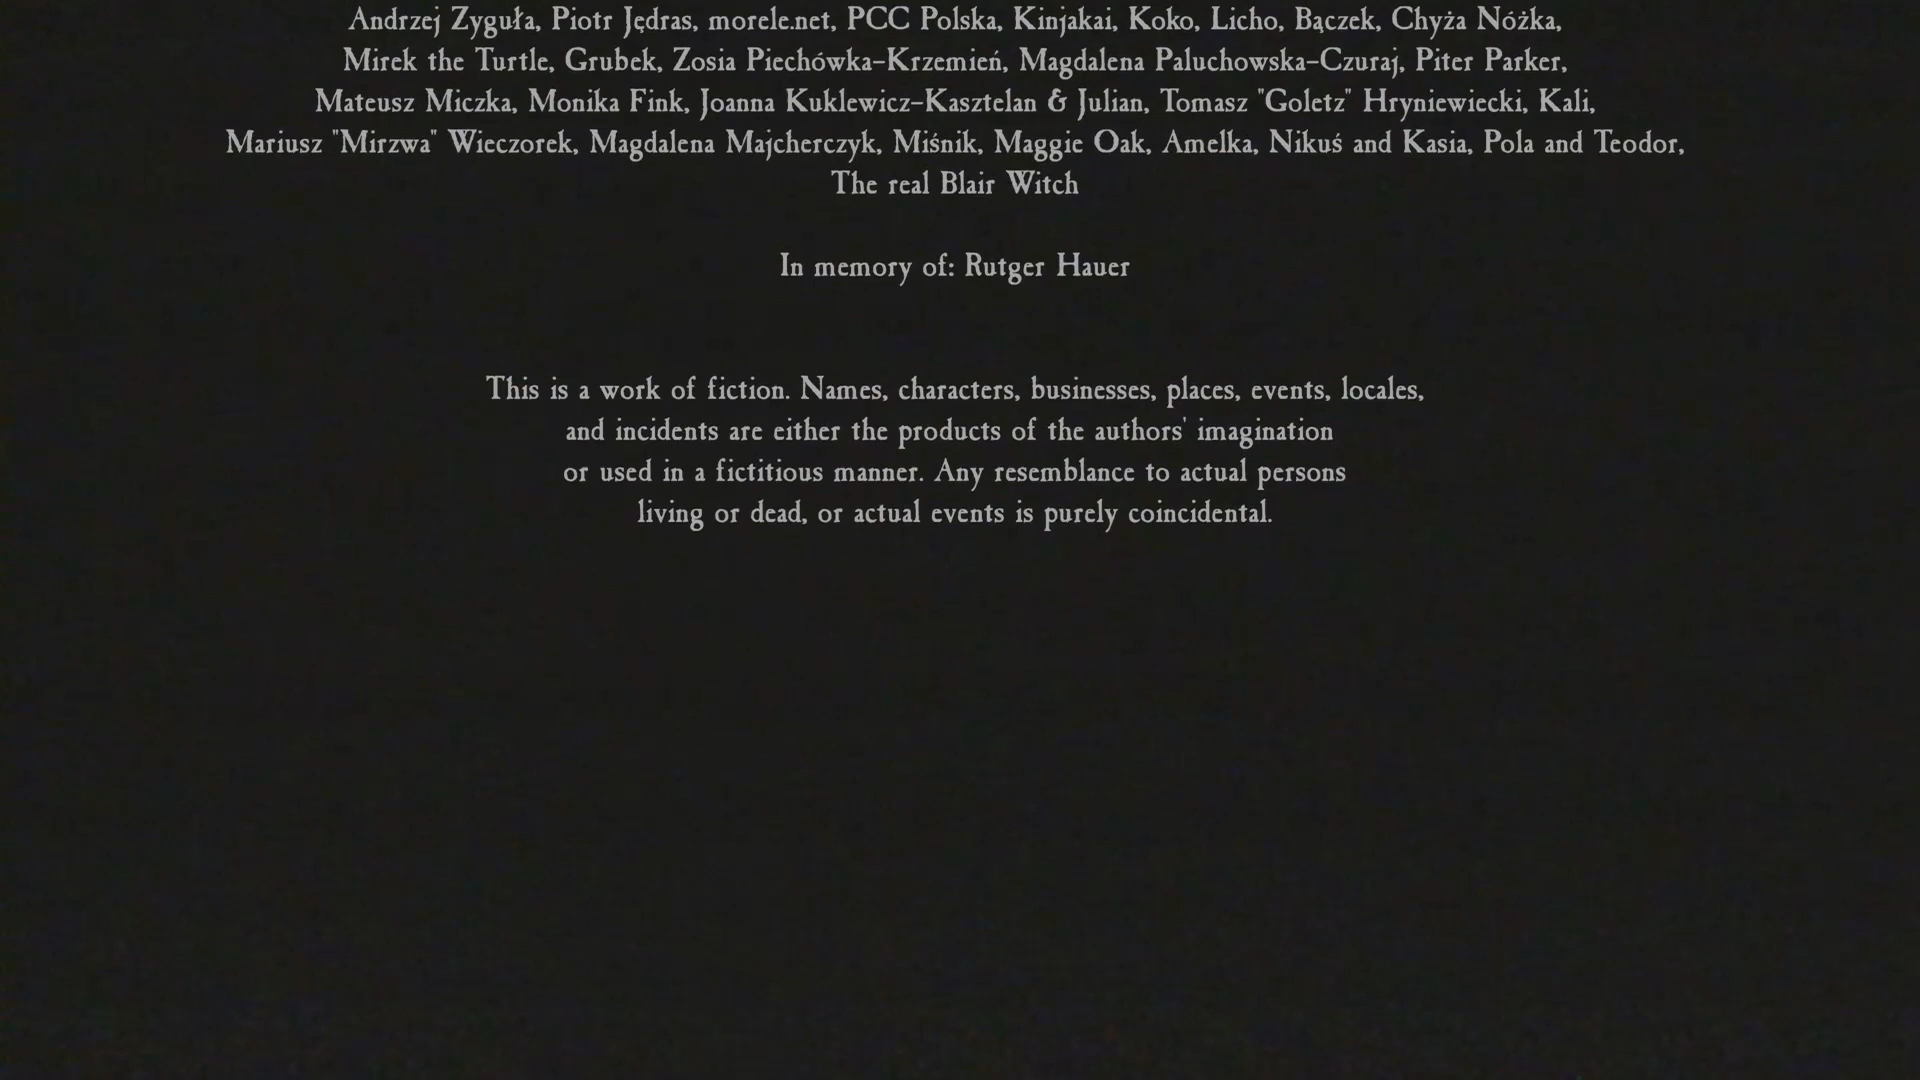 Andrzej Zyguła, Piotr Jędras, morele.net, PCC Polska, Kinjakai, Koko, Licho, Bączek, Chyża Nóżka,
Mirek the Turtle, Grubek, Zosia Piechówka-Krzemień, Magdalena Paluchowska-Czuraj, Piter Parker,
Mateusz Miczka, Monika Fink, Joanna Kuklewicz-Kasztelan & Julian, Tomasz "Goletz" Hryniewiecki, Kali,
Mariusz "Mirzwa" Wieczorek, Magdalena Majcherczyk, Miśnik, Maggie Oak, Amelka, Nikuś and Kasia, Pola and Teodor,
The real Blair Witch
In memory of: Rutger Hauer
This is a work of fiction. Names, characters, businesses, places, events, locales,
and incidents are either the products of the authors' imagination
or used in a fictitious manner. Any resemblance to actual persons
living or dead, or actual events is purely coincidental.